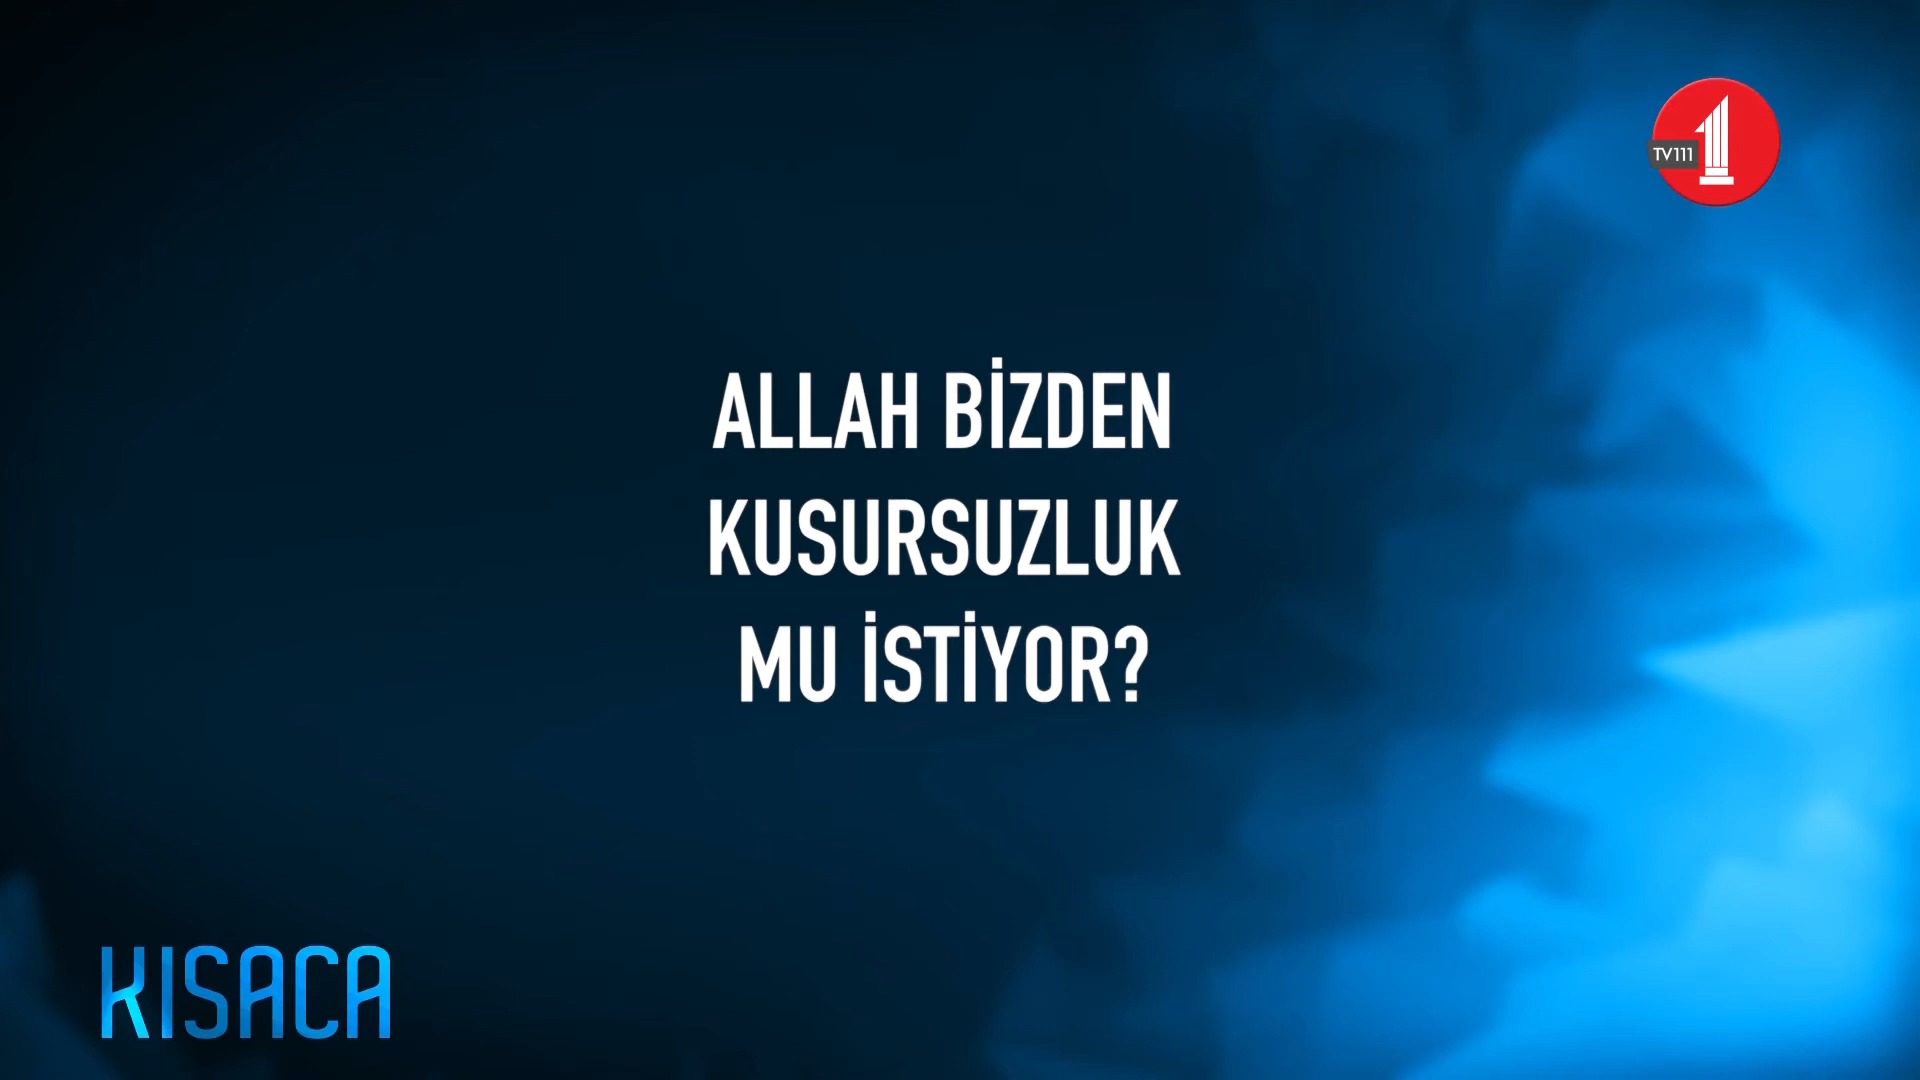 TV111
ALLAH BİZDEN
KUSURSUZLUK
MU İSTİYOR?
KISACA